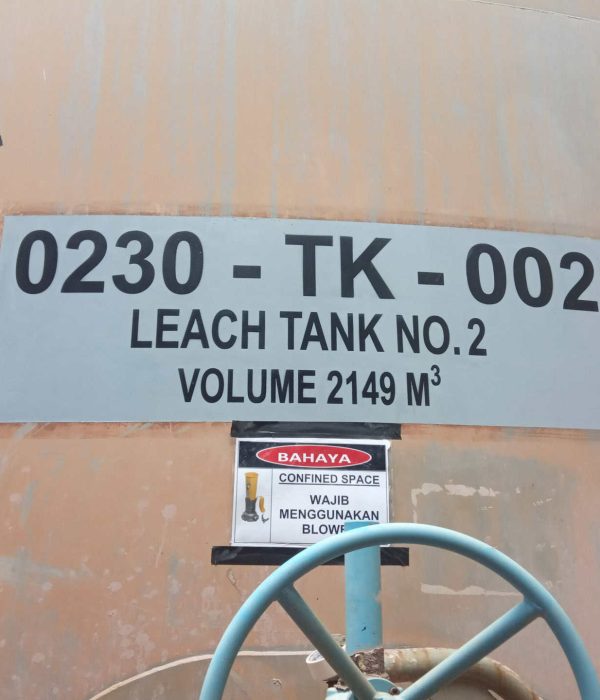 0230 - TK - 002
LEACH TANK NO. 2
VOLUME 2149 M³
BAHAYA
CONFINED SPACE
WAJIB
MENGGUNAKAN